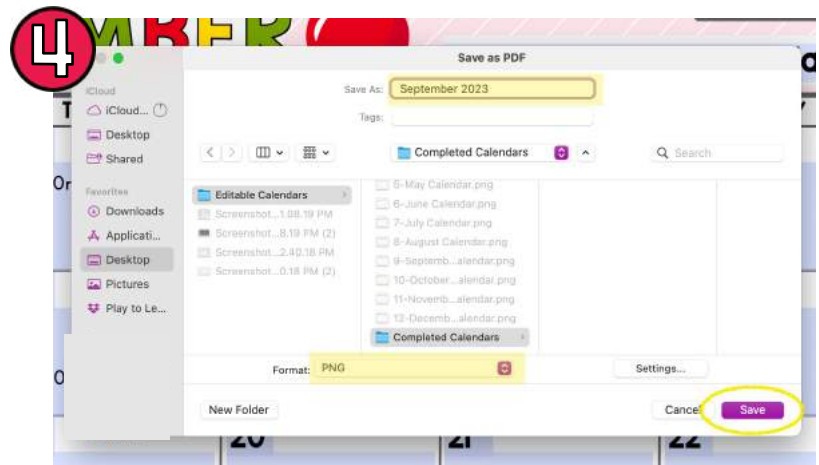 4
MBER
Save as PDF
iCloud
Save As: September 2023
iCloud...
Tags:
Desktop
Shared
Completed Calendars
Search
Favorites
Downloads
Applicati...
Desktop
Pictures
Play to Le...
Editable Calendars
Screenshot...1.08.19 PM
Screenshot...8.19 PM (2)
Screenshot...2.40.18 PM
Screenshot...0.18 PM (2)
5-May Calendar.png
6-June Calendar.png
7-July Calendar.png
8-August Calendar.png
9-Septemb...alendar.png
10-October...alendar.png
11-Novemb...alendar.png
12-Decemb...alendar.png
Completed Calendars
Format: PNG
Settings...
New Folder
Cancel
Save
20
21
22